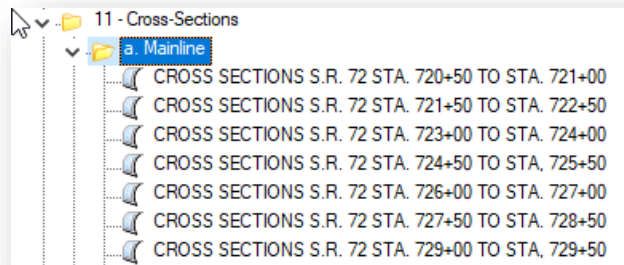 11 - Cross-Sections
a. Mainline
CROSS SECTIONS S.R. 72 STA. 720+50 TO STA. 721+00
CROSS SECTIONS S.R. 72 STA. 721+50 TO STA. 722+50
CROSS SECTIONS S.R. 72 STA. 723+00 TO STA. 724+00
CROSS SECTIONS S.R. 72 STA. 724+50 TO STA, 725+50
CROSS SECTIONS S.R. 72 STA. 726+00 TO STA. 727+00
CROSS SECTIONS S.R. 72 STA. 727+50 TO STA. 728+50
CROSS SECTIONS S.R. 72 STA. 729+00 TO STA, 729+50